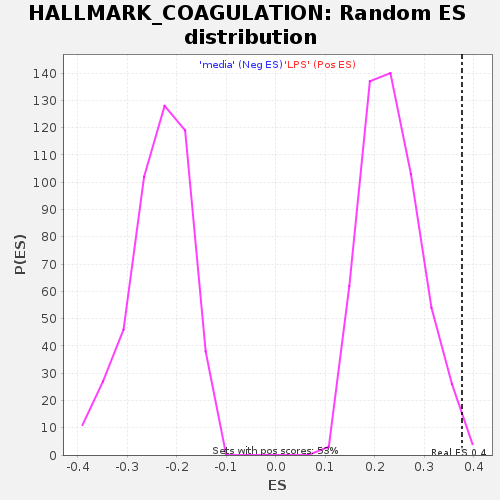 HALLMARK_COAGULATION: Random ES
distribution
'media' (Neg ES) 'LPS' (Pos ES)
140
130
120
110
100
90
80
70
60
50
40
30
20
10
0
P(ES)
Sets with pos scores: 53%
Real ES 0.4
-0.4 -0.3 -0.2 -0.1 0.0 0.1 0.2 0.3 0.4
ES